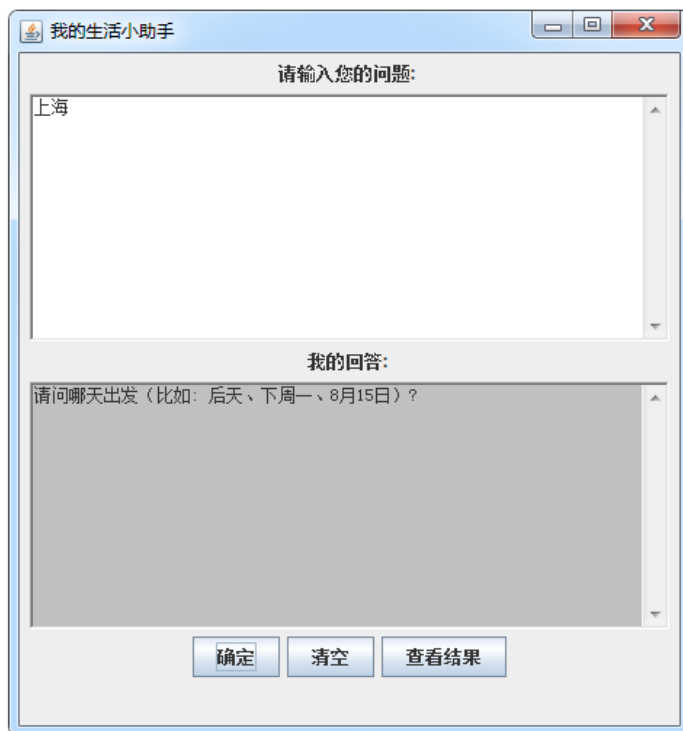 我的生活小助手
请输入您的问题:
上海
我的回答:
请问哪天出发（比如: 后天、下周一、8月15日）?
确定 清空 查看结果